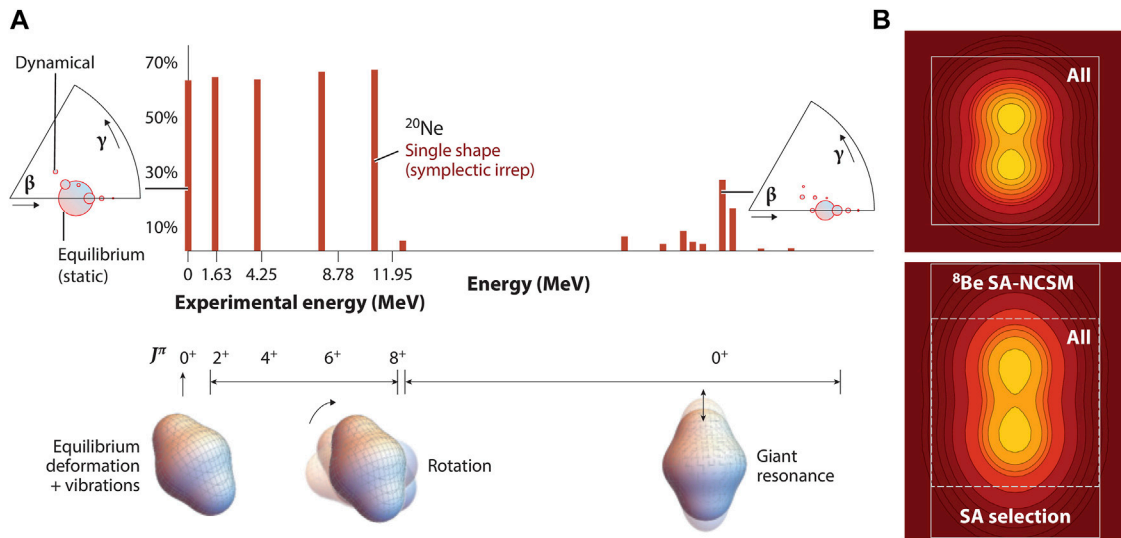 A
B
70%
50%
30%
10%
Dynamical
γ
β
Equilibrium
(static)
²⁰Ne
Single shape
(symplectic irrep)
γ
β
0 1.63 4.25 8.78 11.95
Experimental energy (MeV)
Energy (MeV)
Jπ 0⁺ 2⁺ 4⁺ 6⁺ 8⁺ 0⁺
Equilibrium
deformation
+ vibrations
Rotation
Giant
resonance
All
⁸Be SA-NCSM
All
SA selection